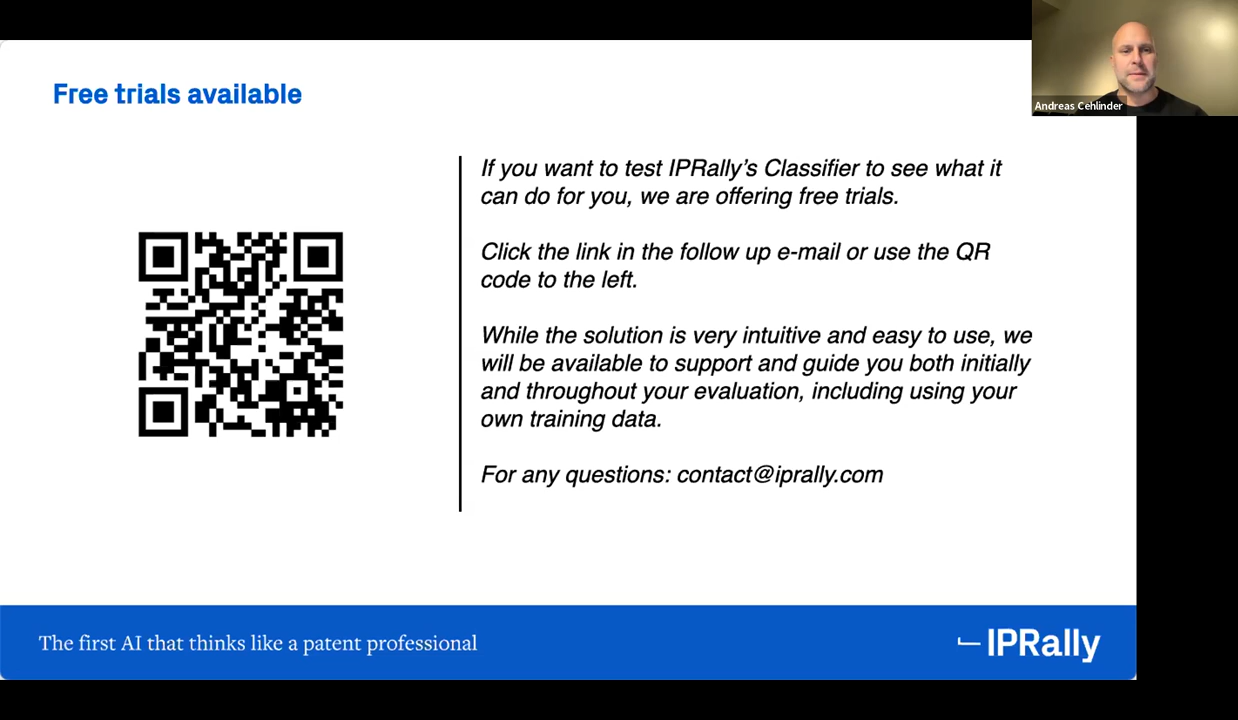 Free trials available
Andreas Cehlinder
If you want to test IPRally's Classifier to see what it
can do for you, we are offering free trials.
Click the link in the follow up e-mail or use the QR
code to the left.
While the solution is very intuitive and easy to use, we
will be available to support and guide you both initially
and throughout your evaluation, including using your
own training data.
For any questions: contact@iprally.com
The first AI that thinks like a patent professional
IPRally